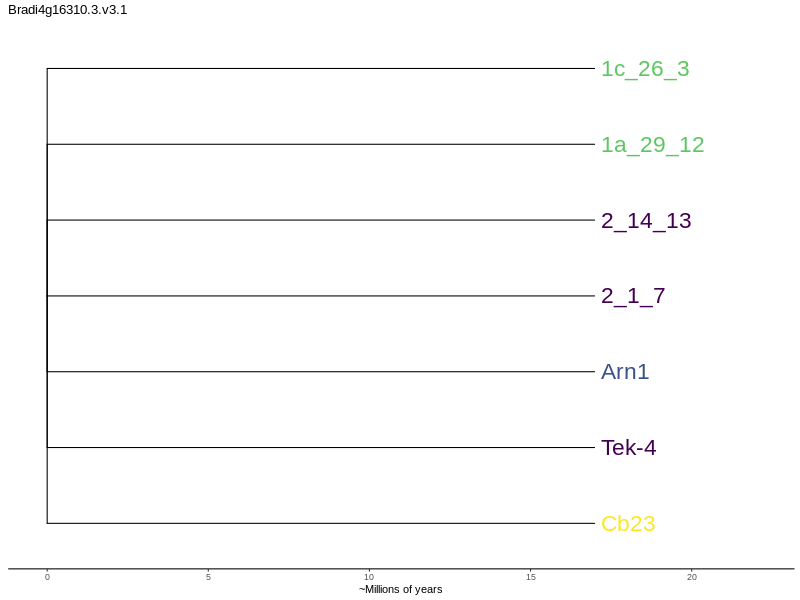 Bradi4g16310.3.v3.1
1c_26_3
1a_29_12
2_14_13
2_1_7
Arn1
Tek-4
Cb23
0 5 10 15 20
~Millions of years